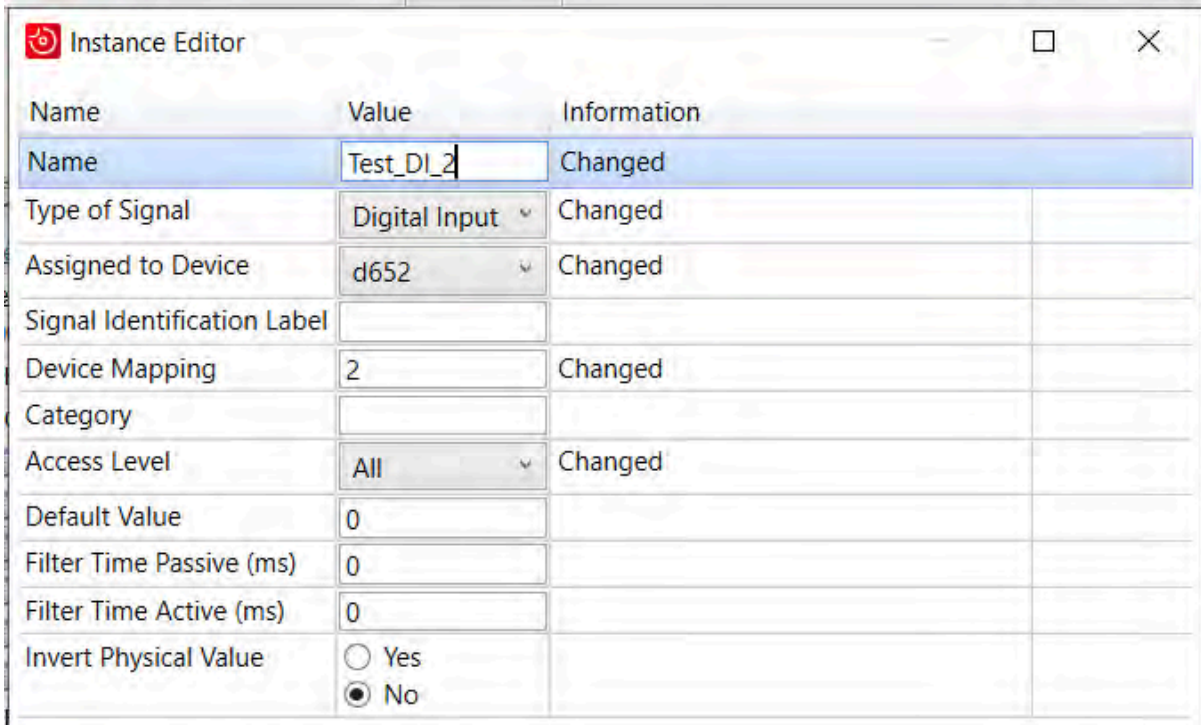 Instance Editor
Name Value Information
Name Test_DI_2 Changed
Type of Signal Digital Input Changed
Assigned to Device d652 Changed
Signal Identification Label
Device Mapping 2 Changed
Category
Access Level All Changed
Default Value 0
Filter Time Passive (ms) 0
Filter Time Active (ms) 0
Invert Physical Value Yes
No